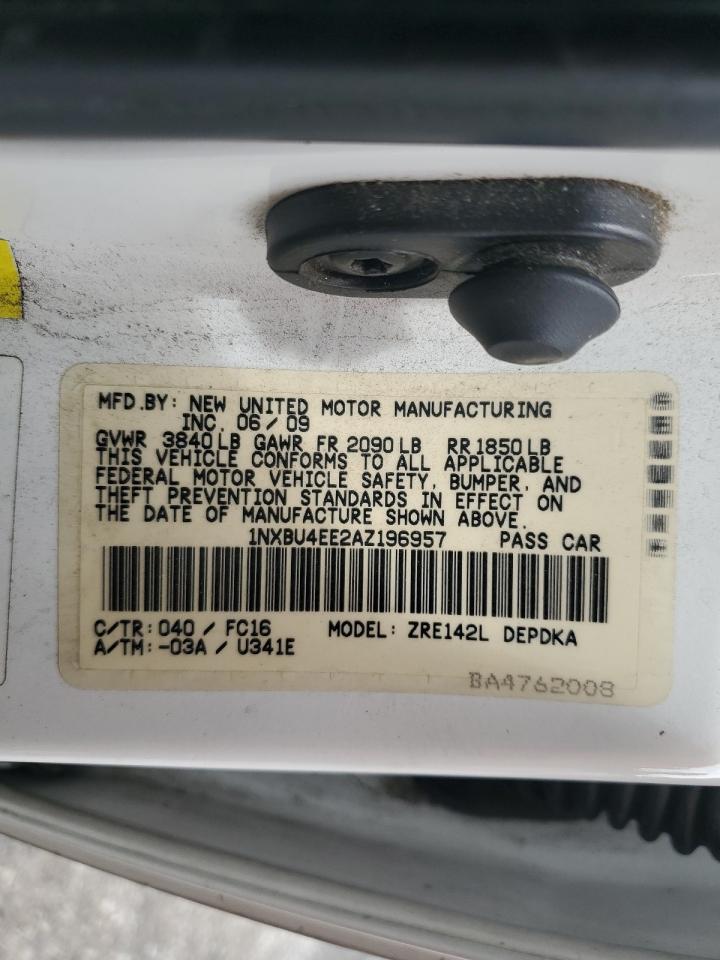 MFD.BY: NEW UNITED MOTOR MANUFACTURING
INC. 06/09
GVWR 3840LB GAWR FR 2090LB RR 1850LB
THIS VEHICLE CONFORMS TO ALL APPLICABLE
FEDERAL MOTOR VEHICLE SAFETY, BUMPER, AND
THEFT PREVENTION STANDARDS IN EFFECT ON
THE DATE OF MANUFACTURE SHOWN ABOVE.
1NXBU4EE2AZ196957 PASS CAR
C/TR: 040 / FC16 MODEL: ZRE142L DEPDKA
A/TM: -03A / U341E
BA4762008